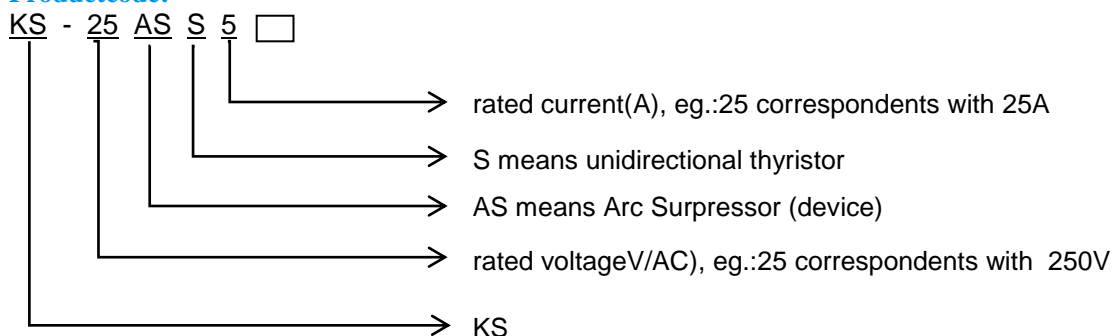 Productcode:
KS - 25 AS S 5
rated current(A), eg.:25 correspondents with 25A
S means unidirectional thyristor
AS means Arc Surpressor (device)
rated voltageV/AC), eg.:25 correspondents with 250V
KS